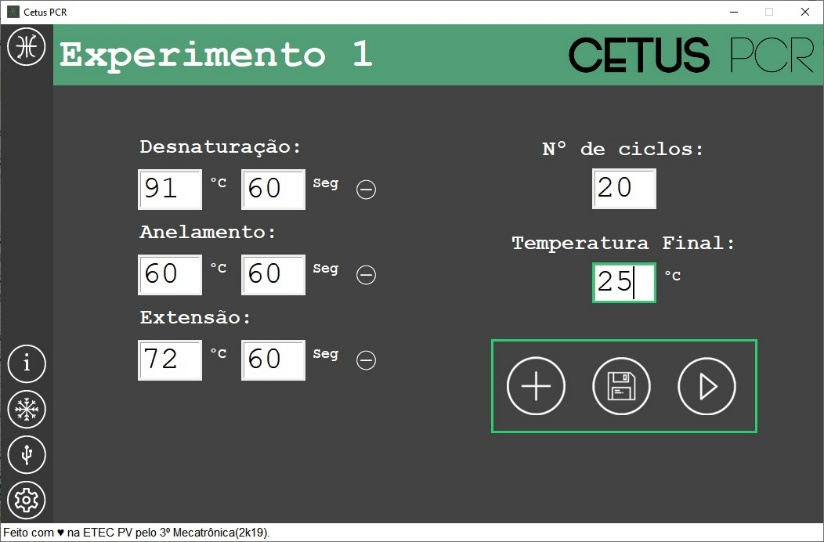 Cetus PCR
Experimento 1
CETUS PCR
Desnaturação:
91 °C 60 Seg
Anelamento:
60 °C 60 Seg
Extensão:
72 °C 60 Seg
Nº de ciclos:
20
Temperatura Final:
25 °C
i
Feito com ♥ na ETEC PV pelo 3º Mecatrônica(2k19).